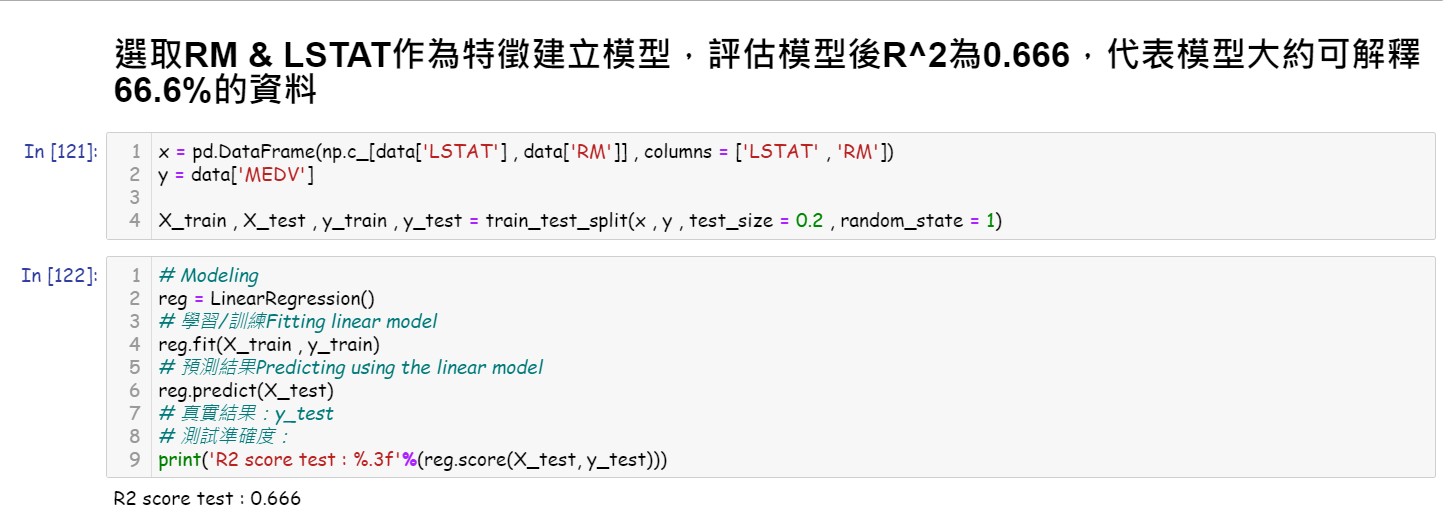 選取RM & LSTAT作為特徵建立模型，評估模型後R^2為0.666，代表模型大約可解釋
66.6%的資料
In [121]:
1 x = pd.DataFrame(np.c_[data['LSTAT'] , data['RM']] , columns = ['LSTAT' , 'RM'])
2 y = data['MEDV']
3
4 X_train , X_test , y_train , y_test = train_test_split(x , y , test_size = 0.2 , random_state = 1)
In [122]:
1 # Modeling
2 reg = LinearRegression()
3 # 學習/訓練Fitting linear model
4 reg.fit(X_train , y_train)
5 # 預測結果Predicting using the linear model
6 reg.predict(X_test)
7 # 真實結果：y_test
8 # 測試準確度：
9 print('R2 score test : %.3f'%(reg.score(X_test, y_test)))
R2 score test : 0.666